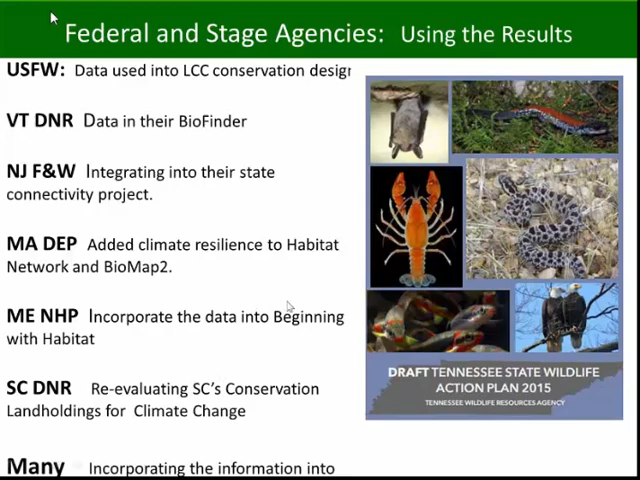 Federal and Stage Agencies: Using the Results
USFW: Data used into LCC conservation design
VT DNR Data in their BioFinder
NJ F&W Integrating into their state
connectivity project.
MA DEP Added climate resilience to Habitat
Network and BioMap2.
ME NHP Incorporate the data into Beginning
with Habitat
SC DNR Re-evaluating SC's Conservation
Landholdings for Climate Change
Many Incorporating the information into
DRAFT TENNESSEE STATE WILDLIFE
ACTION PLAN 2015
TENNESSEE WILDLIFE RESOURCES AGENCY